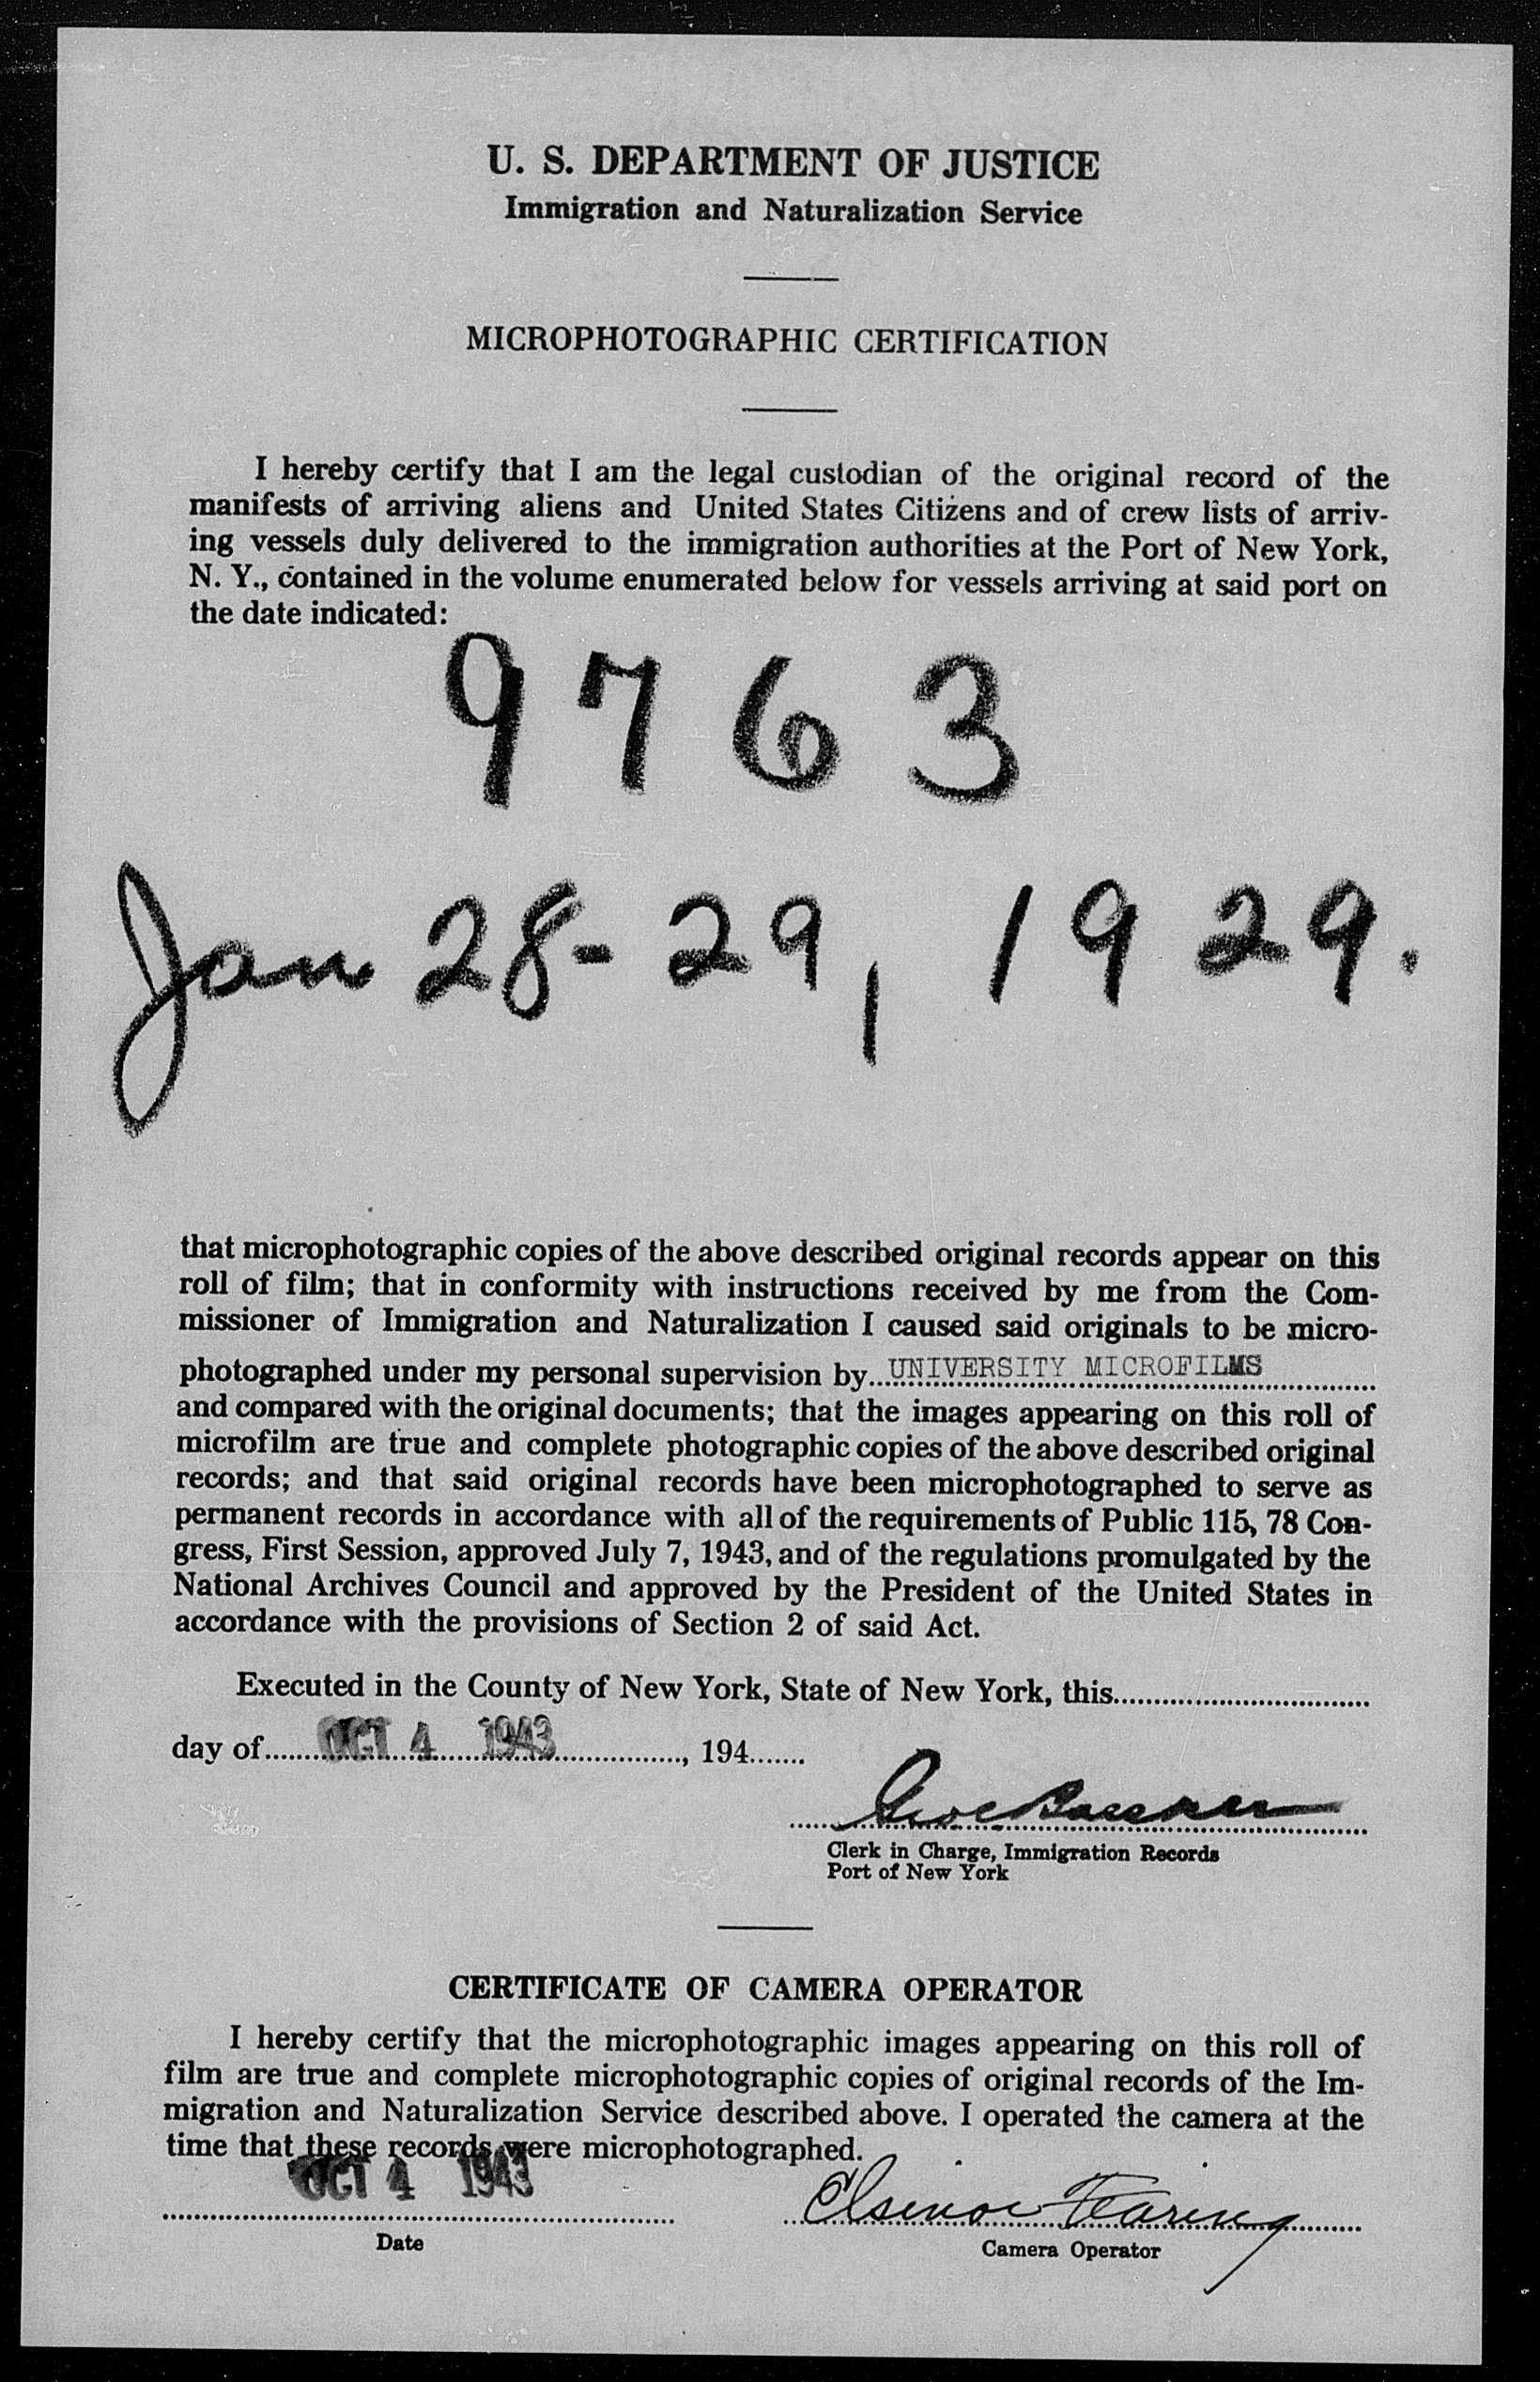 U. S. DEPARTMENT OF JUSTICE
Immigration and Naturalization Service
MICROPHOTOGRAPHIC CERTIFICATION
I hereby certify that I am the legal custodian of the original record of the
manifests of arriving aliens and United States Citizens and of crew lists of arriv-
ing vessels duly delivered to the immigration authorities at the Port of New York,
N. Y., contained in the volume enumerated below for vessels arriving at said port on
the date indicated:
9763
Jan 28-29, 1929.
that microphotographic copies of the above described original records appear on this
roll of film; that in conformity with instructions received by me from the Com-
missioner of Immigration and Naturalization I caused said originals to be micro-
photographed under my personal supervision by UNIVERSITY MICROFILMS
and compared with the original documents; that the images appearing on this roll of
microfilm are true and complete photographic copies of the above described original
records; and that said original records have been microphotographed to serve as
permanent records in accordance with all of the requirements of Public 115, 78 Con-
gress, First Session, approved July 7, 1943, and of the regulations promulgated by the
National Archives Council and approved by the President of the United States in
accordance with the provisions of Section 2 of said Act.
Executed in the County of New York, State of New York, this
day of OCT 4 1943, 194
Clerk in Charge, Immigration Records
Port of New York
CERTIFICATE OF CAMERA OPERATOR
I hereby certify that the microphotographic images appearing on this roll of
film are true and complete microphotographic copies of original records of the Im-
migration and Naturalization Service described above. I operated the camera at the
time that these records were microphotographed.
OCT 4 1943
Date
Camera Operator